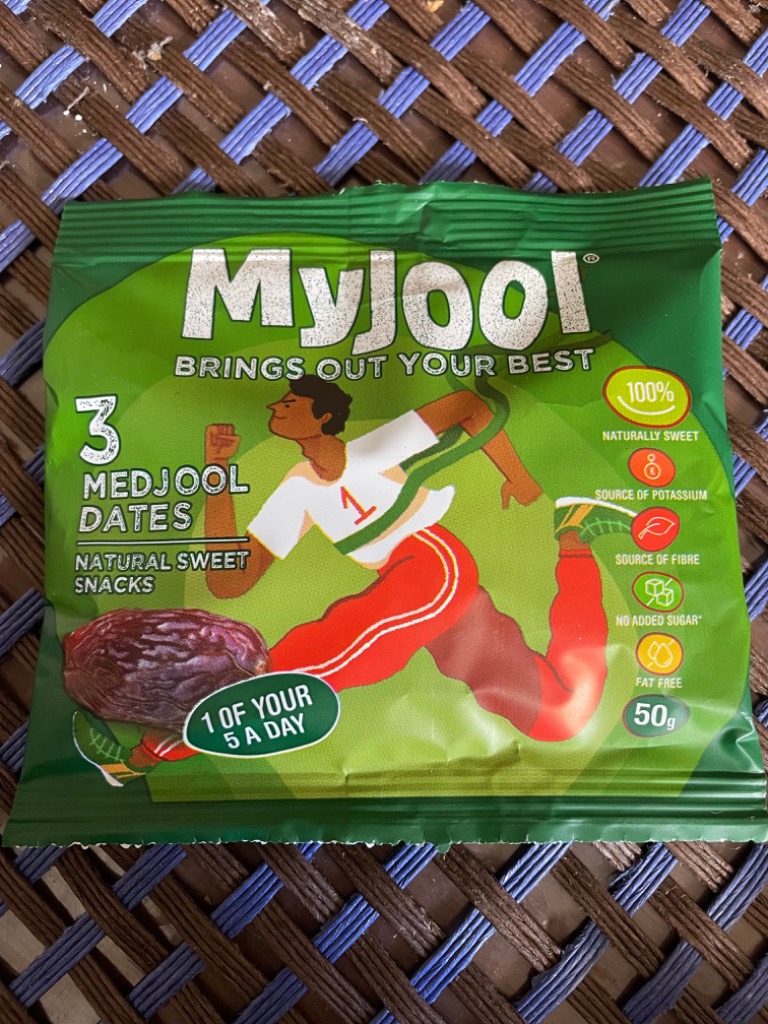 MyJool®
BRINGS OUT YOUR BEST
3
MEDJOOL
DATES
NATURAL SWEET
SNACKS
1
1 OF YOUR
5 A DAY
100%
NATURALLY SWEET
K
SOURCE OF POTASSIUM
SOURCE OF FIBRE
NO ADDED SUGAR*
FAT FREE
50g